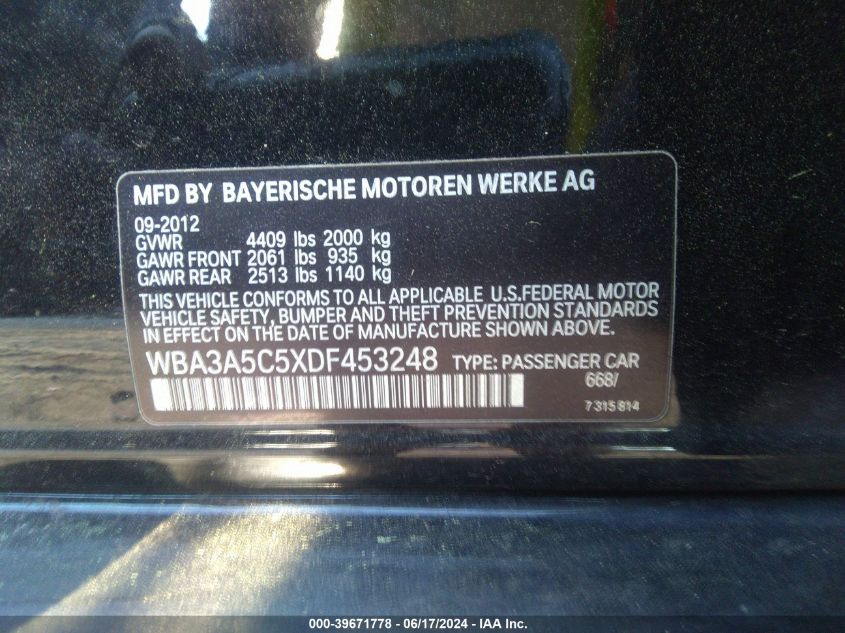 MFD BY BAYERISCHE MOTOREN WERKE AG
09-2012
GVWR 4409 lbs 2000 kg
GAWR FRONT 2061 lbs 935 kg
GAWR REAR 2513 lbs 1140 kg
THIS VEHICLE CONFORMS TO ALL APPLICABLE U.S.FEDERAL MOTOR
VEHICLE SAFETY, BUMPER AND THEFT PREVENTION STANDARDS
IN EFFECT ON THE DATE OF MANUFACTURE SHOWN ABOVE.
WBA3A5C5XDF453248 TYPE: PASSENGER CAR
668/
7315814
000-39671778 - 06/17/2024 - IAA Inc.